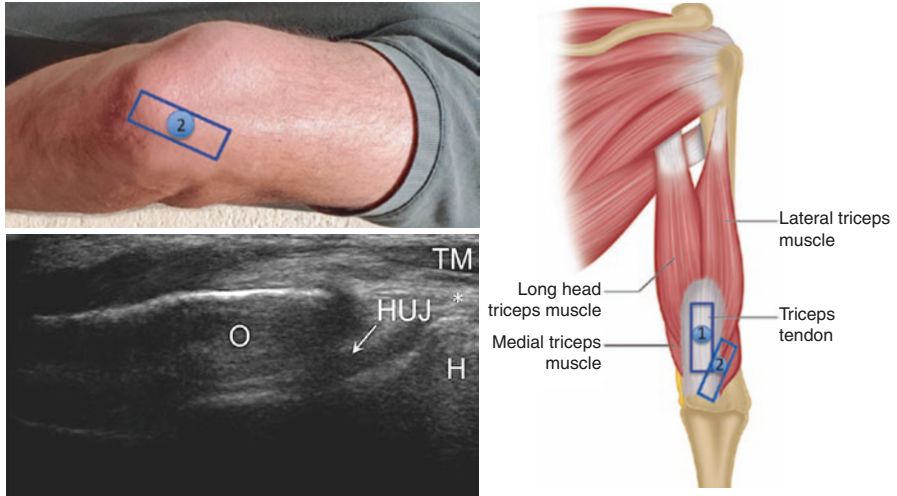 2
TM
*
HUJ
O
H
Lateral triceps
muscle
Long head
triceps muscle
Triceps
tendon
1
Medial triceps
muscle
2